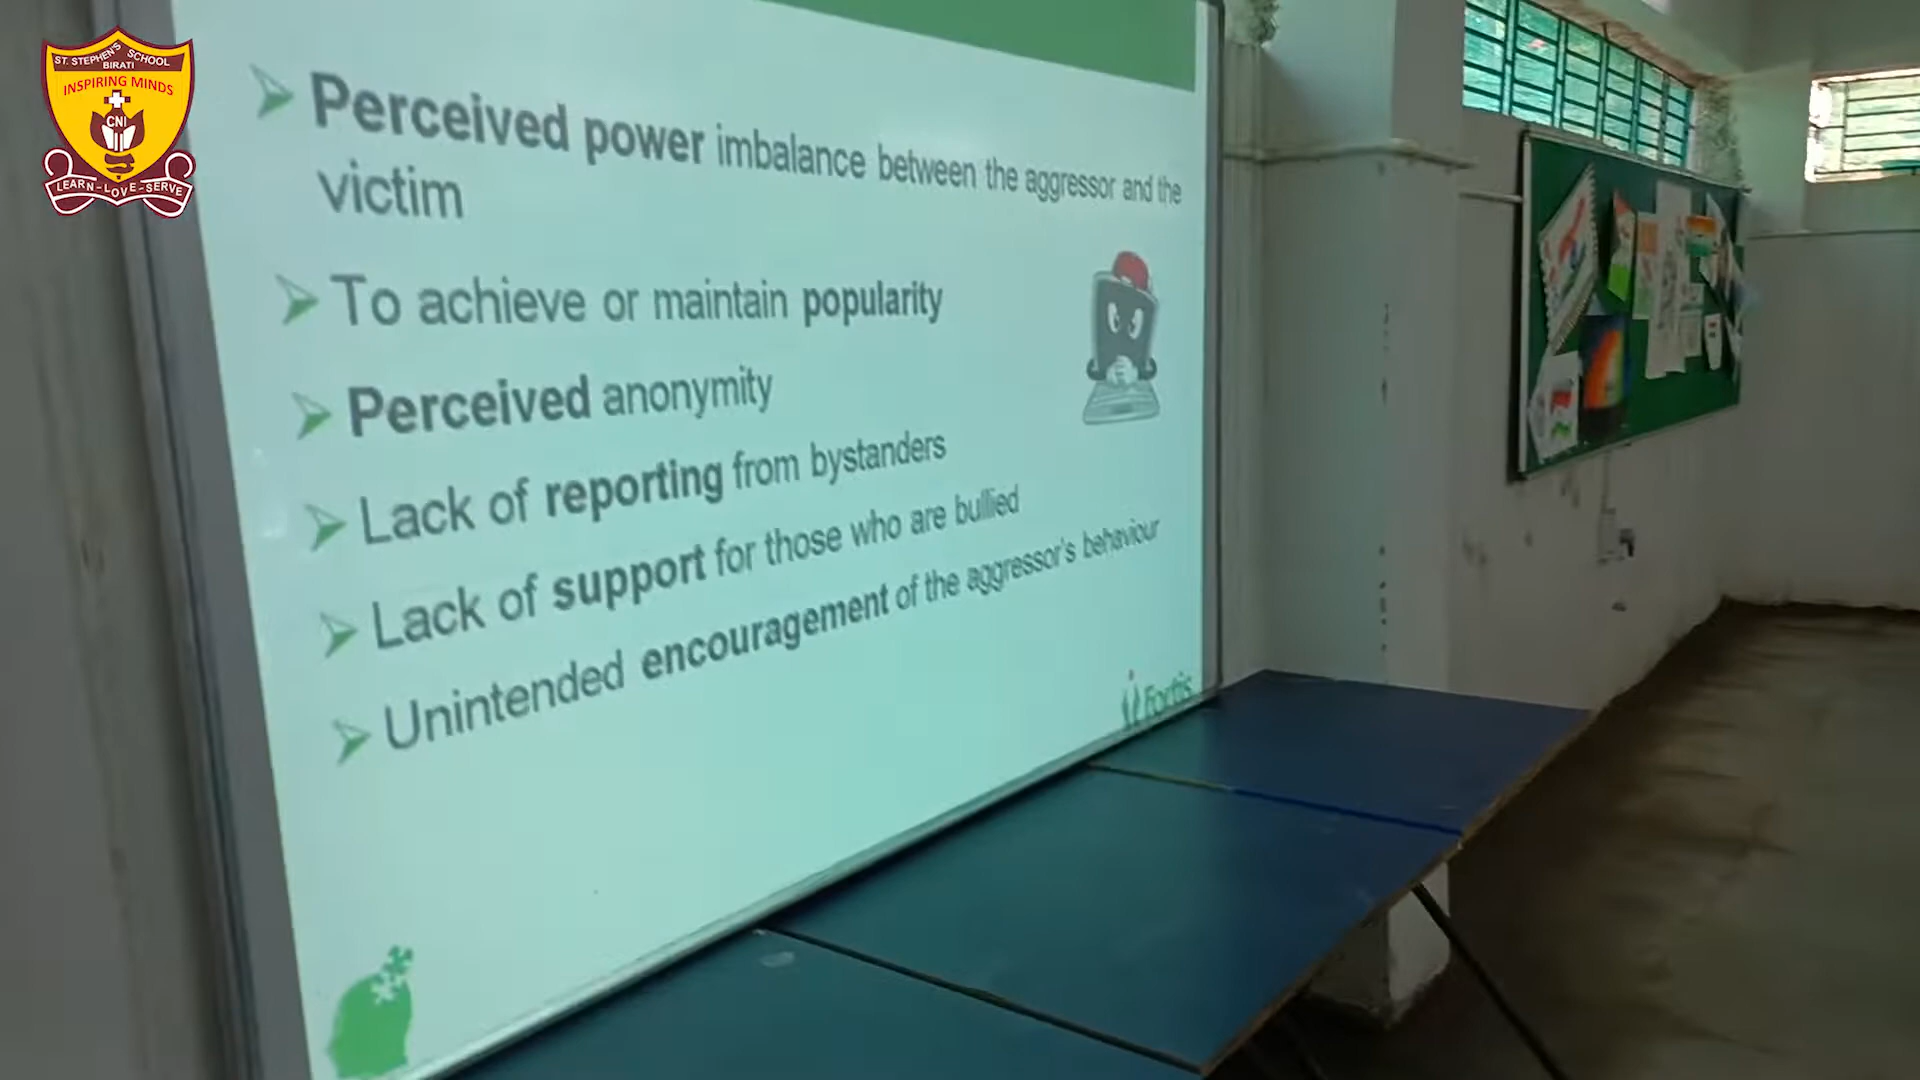 ST. STEPHEN'S SCHOOL
BIRATI
INSPIRING MINDS
CNI
LEARN-LOVE-SERVE
Perceived power imbalance between the aggressor and the
victim
To achieve or maintain popularity
Perceived anonymity
Lack of reporting from bystanders
Lack of support for those who are bullied
Unintended encouragement of the aggressor's behaviour
Fortis